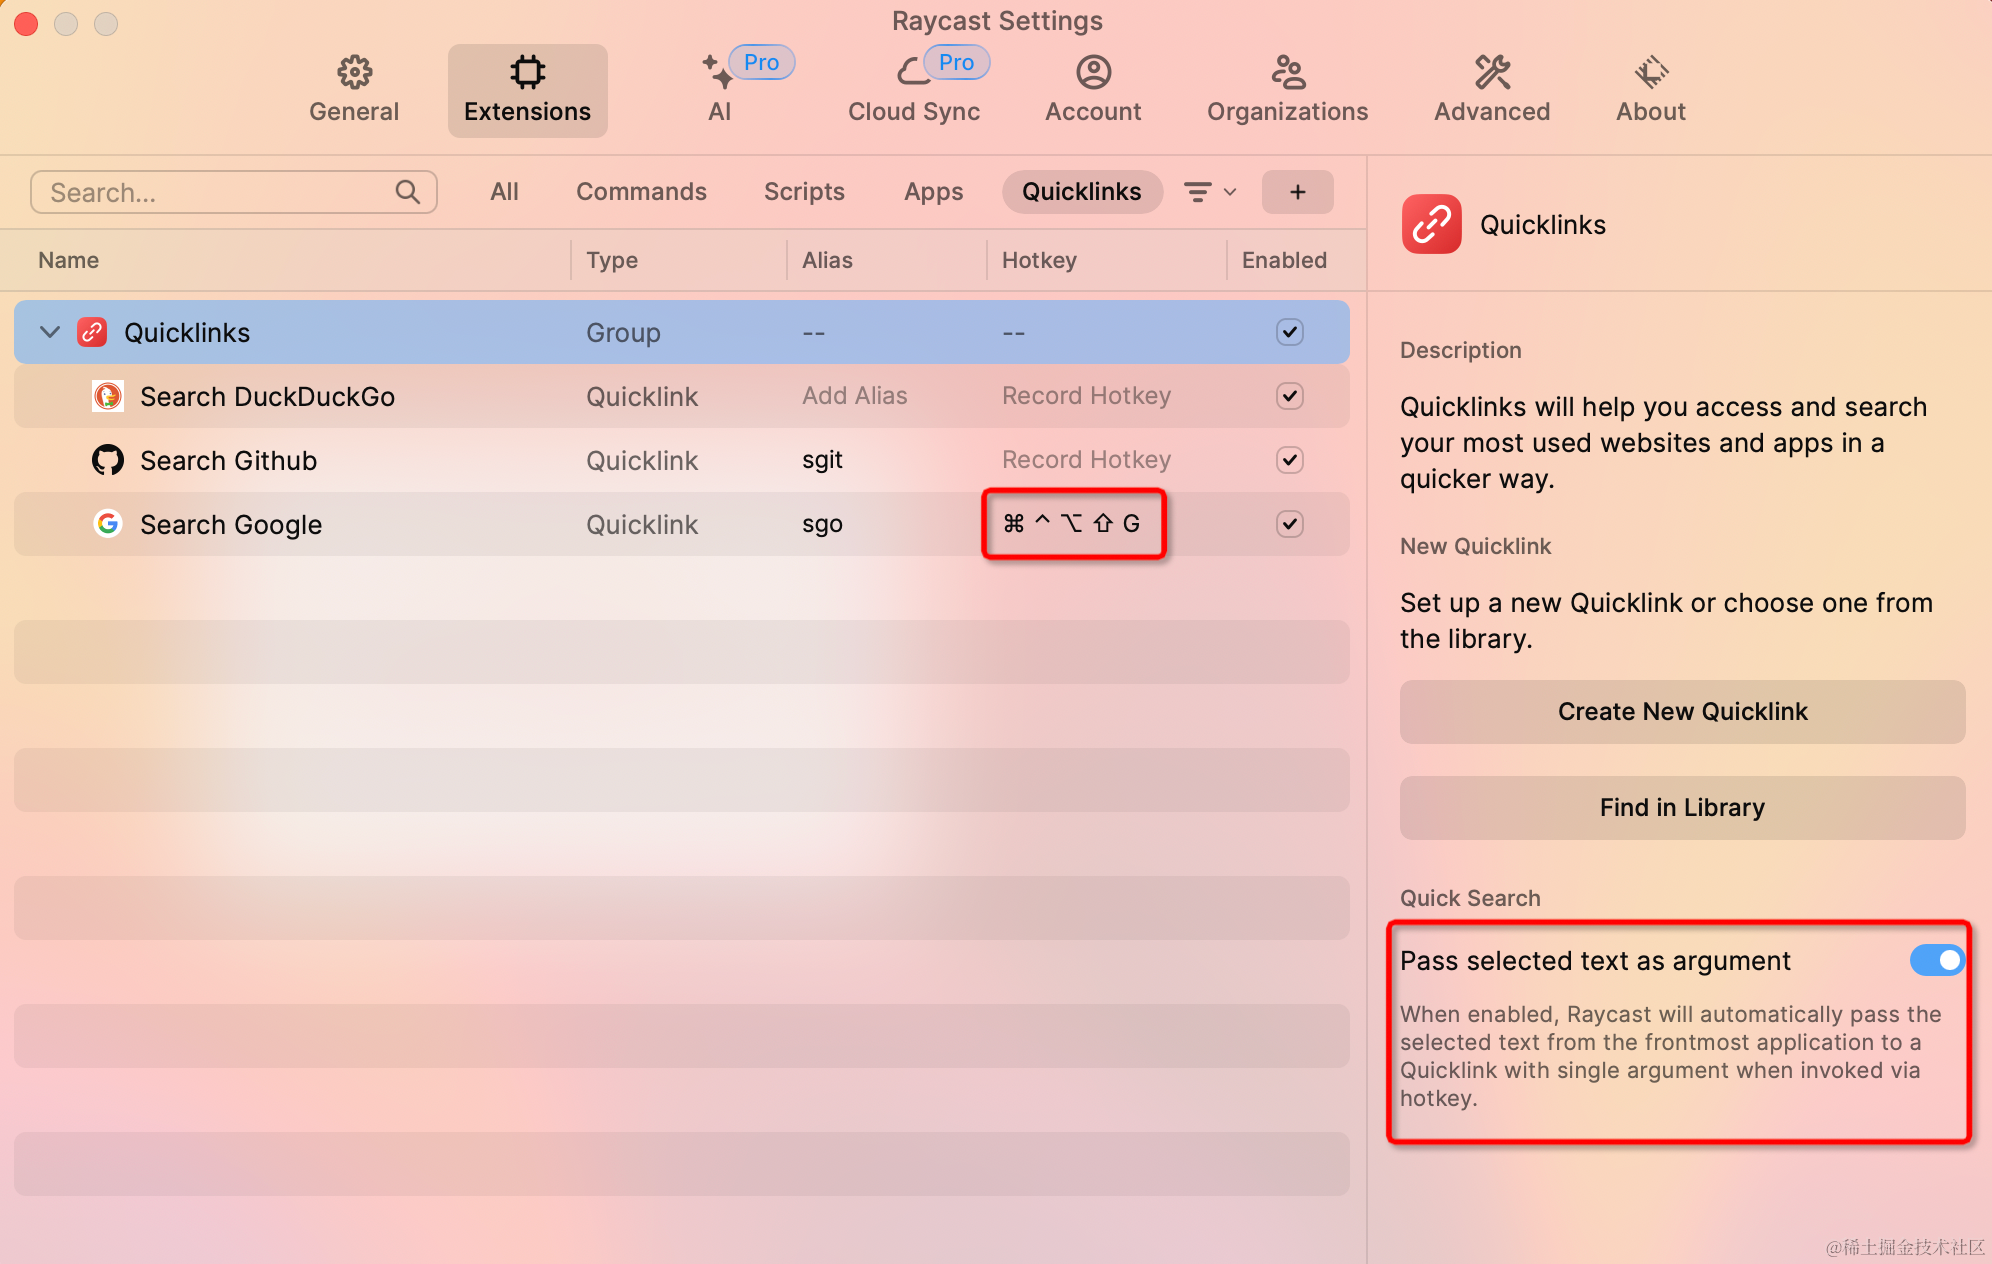 Raycast Settings
General
Extensions
AI
Pro
Cloud Sync
Pro
Account
Organizations
Advanced
About
Search...
All
Commands
Scripts
Apps
Quicklinks
+
Name Type Alias Hotkey Enabled
Quicklinks Group -- --
Search DuckDuckGo Quicklink Add Alias Record Hotkey
Search Github Quicklink sgit Record Hotkey
Search Google Quicklink sgo ⌘ ^ ⌥ ⇧ G
Quicklinks
Description
Quicklinks will help you access and search
your most used websites and apps in a
quicker way.
New Quicklink
Set up a new Quicklink or choose one from
the library.
Create New Quicklink
Find in Library
Quick Search
Pass selected text as argument
When enabled, Raycast will automatically pass the
selected text from the frontmost application to a
Quicklink with single argument when invoked via
hotkey.
@稀土掘金技术社区